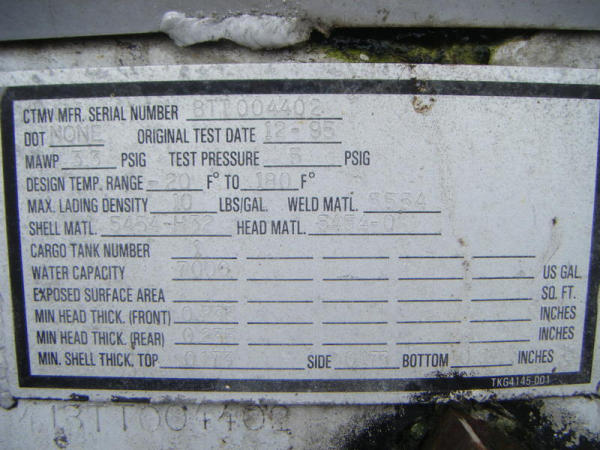 CTMV MFR. SERIAL NUMBER 8TT004402
DOT NONE ORIGINAL TEST DATE 12-95
MAWP 3.3 PSIG TEST PRESSURE 5 PSIG
DESIGN TEMP. RANGE -20 F° TO 180 F°
MAX. LADING DENSITY 10 LBS/GAL. WELD MATL. 5554
SHELL MATL. 5454-H32 HEAD MATL. 5454-0
CARGO TANK NUMBER 1
WATER CAPACITY 7006 US GAL.
EXPOSED SURFACE AREA SQ. FT.
MIN HEAD THICK. (FRONT) INCHES
MIN HEAD THICK. (REAR) INCHES
MIN. SHELL THICK. TOP SIDE BOTTOM INCHES
TKG4145-D01